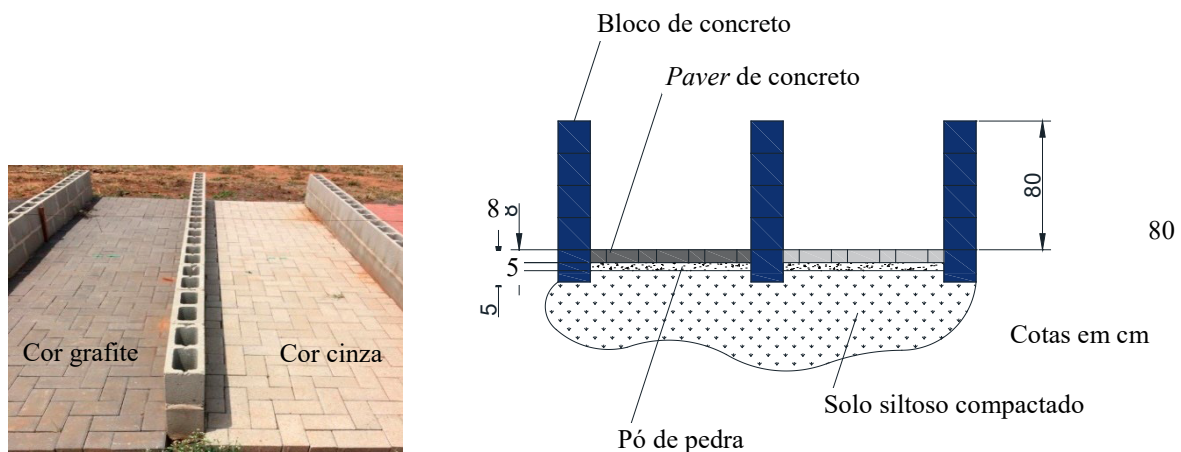 Bloco de concreto
Paver de concreto
80
8 8
80
5
5
Cor grafite
Cor cinza
Cotas em cm
Solo siltoso compactado
Pó de pedra